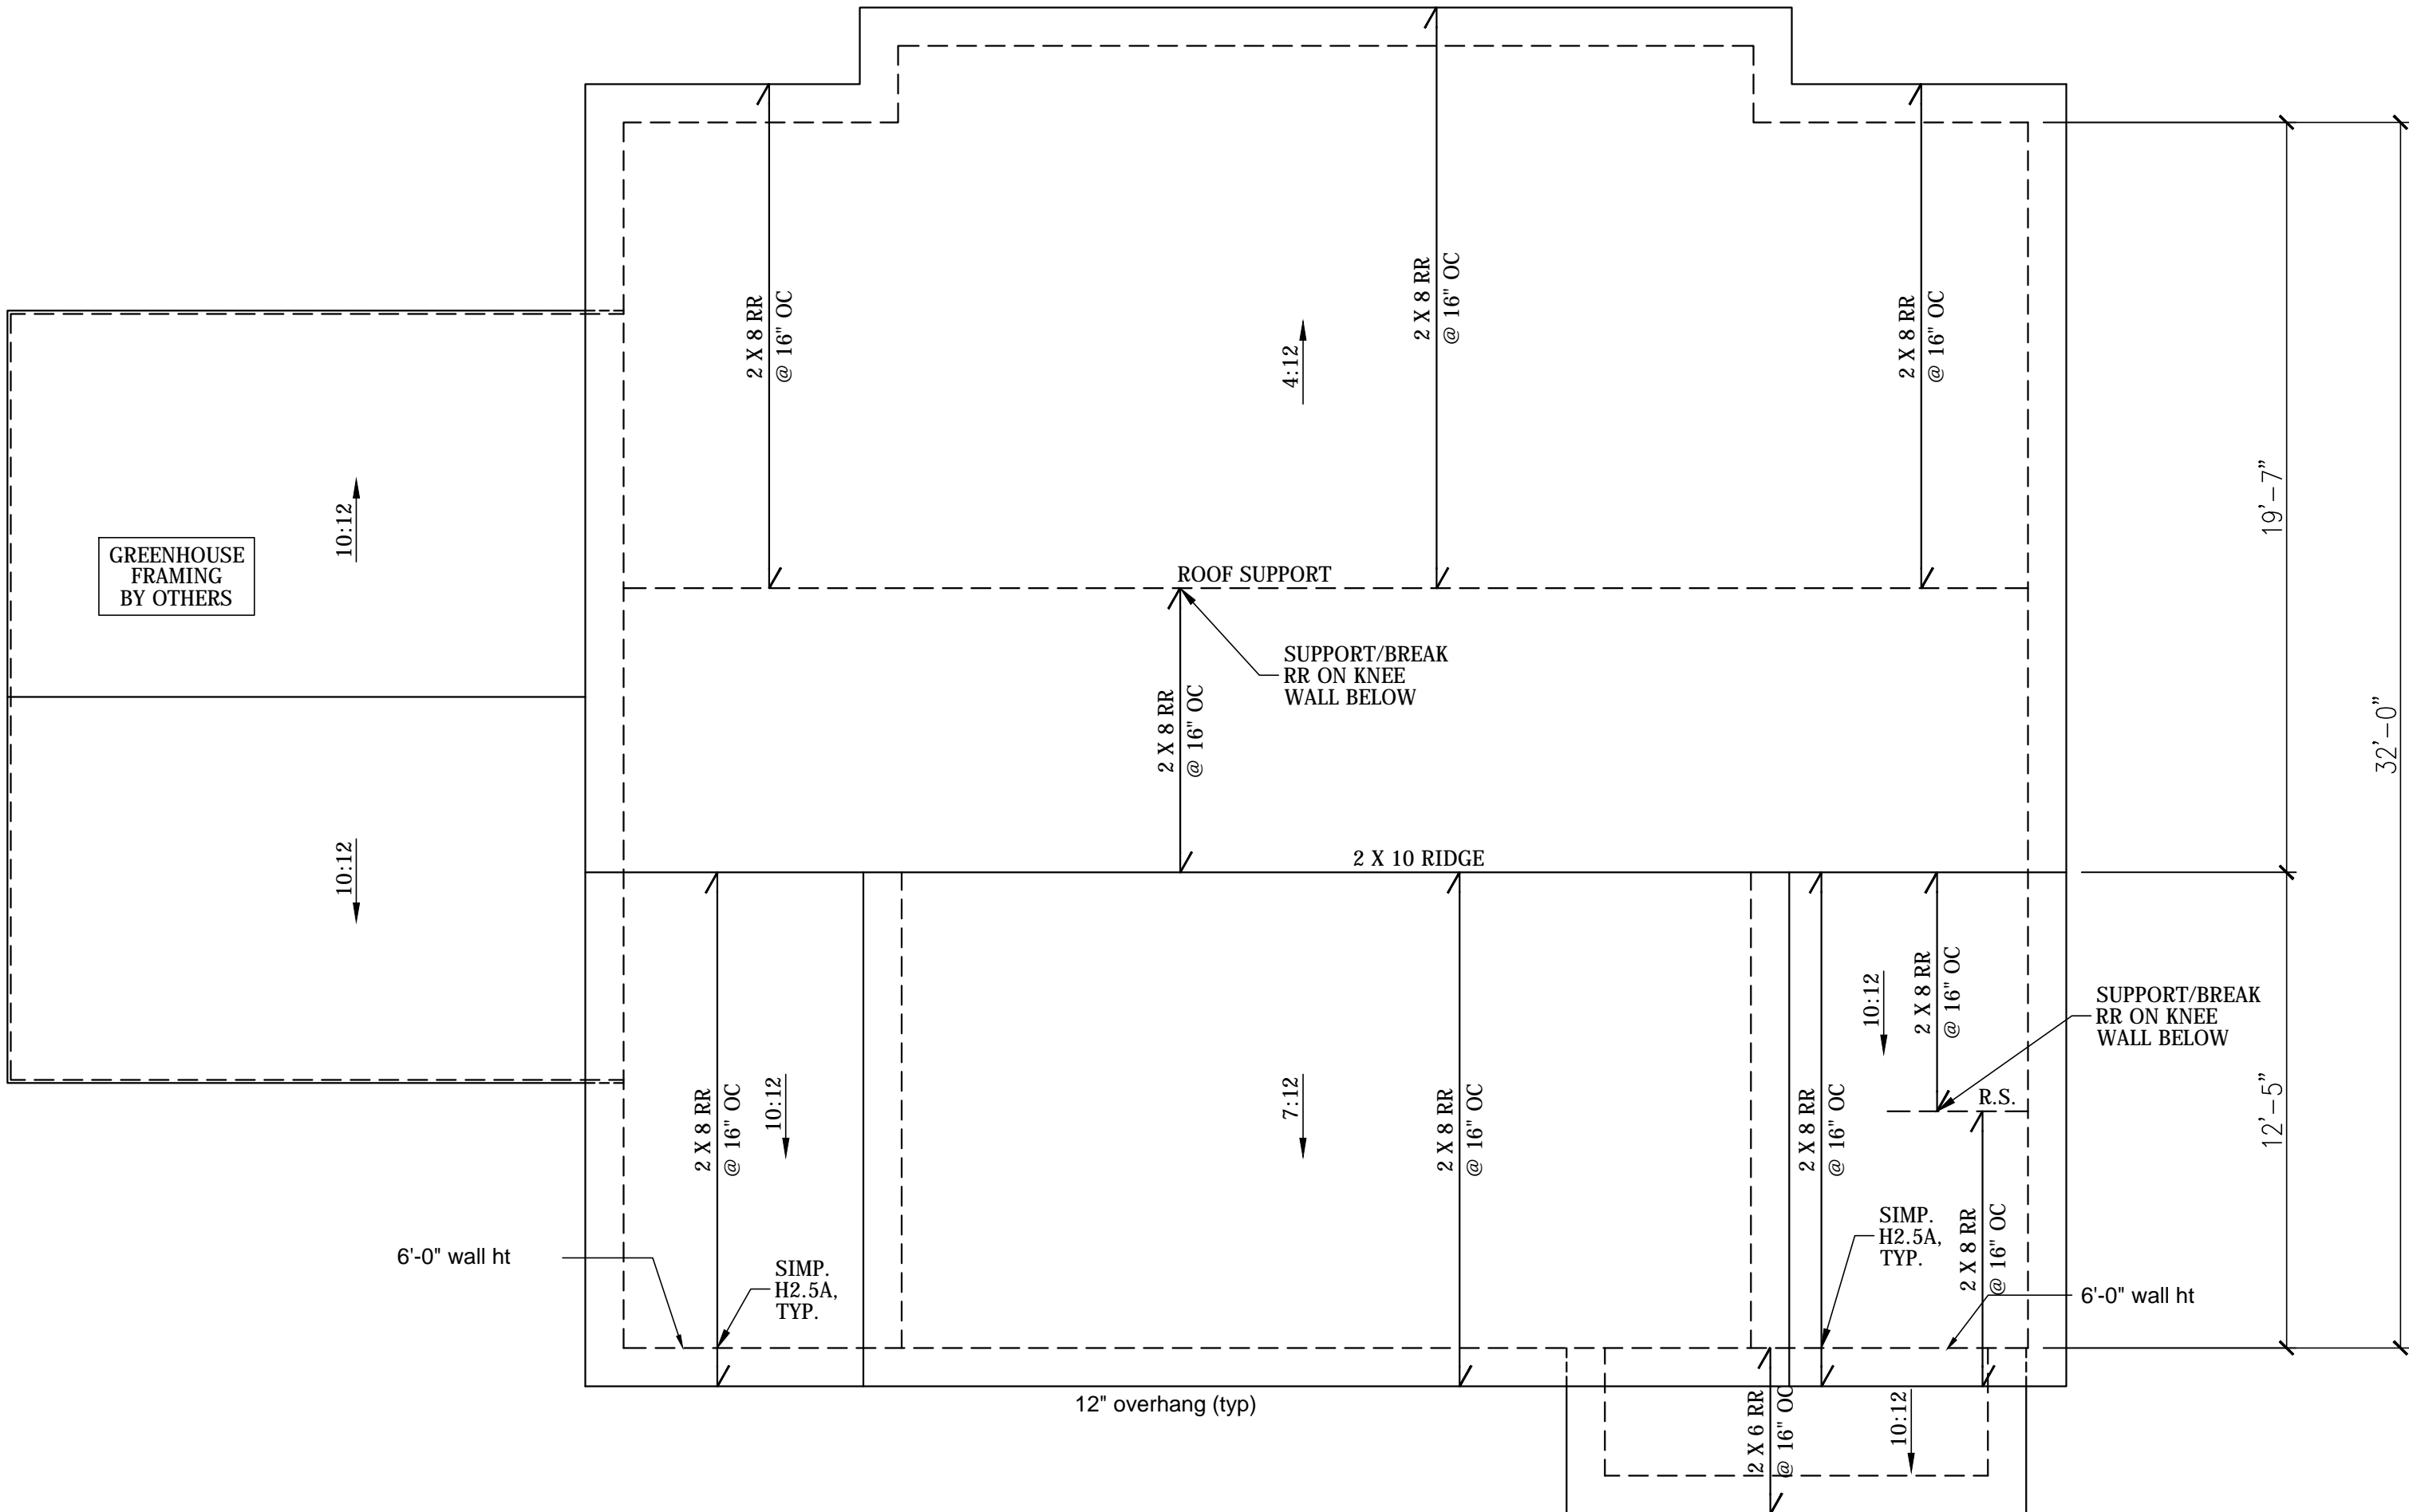 2 X 8 RR
@ 16" OC
2 X 8 RR
@ 16" OC
2 X 8 RR
@ 16" OC
4:12
10:12
GREENHOUSE
FRAMING
BY OTHERS
19'-7"
ROOF SUPPORT
SUPPORT/BREAK
RR ON KNEE
WALL BELOW
2 X 8 RR
@ 16" OC
32'-0"
2 X 10 RIDGE
10:12
2 X 8 RR
@ 16" OC
10:12
7:12
2 X 8 RR
@ 16" OC
2 X 8 RR
@ 16" OC
10:12
2 X 8 RR
@ 16" OC
SUPPORT/BREAK
RR ON KNEE
WALL BELOW
R.S.
12'-5"
6'-0" wall ht
SIMP.
H2.5A,
TYP.
SIMP.
H2.5A,
TYP.
2 X 8 RR
@ 16" OC
6'-0" wall ht
12" overhang (typ)
2 X 6 RR
@ 16" OC
10:12